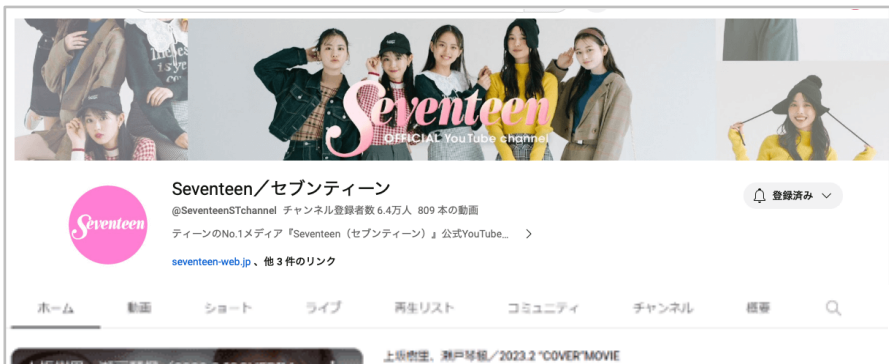 Seventeen
OFFICIAL YouTube channel
Seventeen
Seventeen／セブンティーン
@SeventeenSTchannel チャンネル登録者数 6.4万人 809 本の動画
ティーンのNo.1メディア『Seventeen（セブンティーン）』公式YouTube...
seventeen-web.jp 、他 3 件のリンク
登録済み
ホーム 動画 ショート ライブ 再生リスト コミュニティ チャンネル 概要
上坂樹里、瀬戸琴楓／2023.2 "COVER"MOVIE